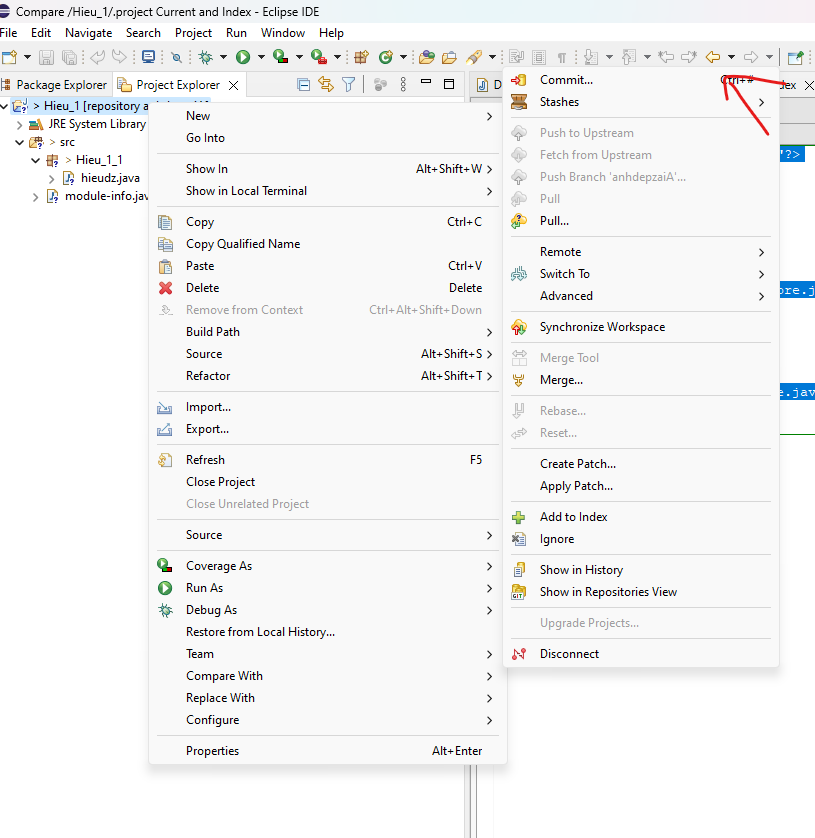 Compare /Hieu_1/.project Current and Index - Eclipse IDE
File Edit Navigate Search Project Run Window Help
Package Explorer Project Explorer
> Hieu_1 [repository
JRE System Library
> src
> Hieu_1_1
hieudz.java
module-info.jav
New
Go Into
Show In Alt+Shift+W
Show in Local Terminal
Copy Ctrl+C
Copy Qualified Name
Paste Ctrl+V
Delete Delete
Remove from Context Ctrl+Alt+Shift+Down
Build Path
Source Alt+Shift+S
Refactor Alt+Shift+T
Import...
Export...
Refresh F5
Close Project
Close Unrelated Project
Source
Coverage As
Run As
Debug As
Restore from Local History...
Team
Compare With
Replace With
Configure
Properties Alt+Enter
Commit... Ctrl+#
Stashes
Push to Upstream
Fetch from Upstream
Push Branch 'anhdepzaiA'...
Pull
Pull...
Remote
Switch To
Advanced
Synchronize Workspace
Merge Tool
Merge...
Rebase...
Reset...
Create Patch...
Apply Patch...
Add to Index
Ignore
Show in History
Show in Repositories View
Upgrade Projects...
Disconnect
"?>
ore.j
e.jav